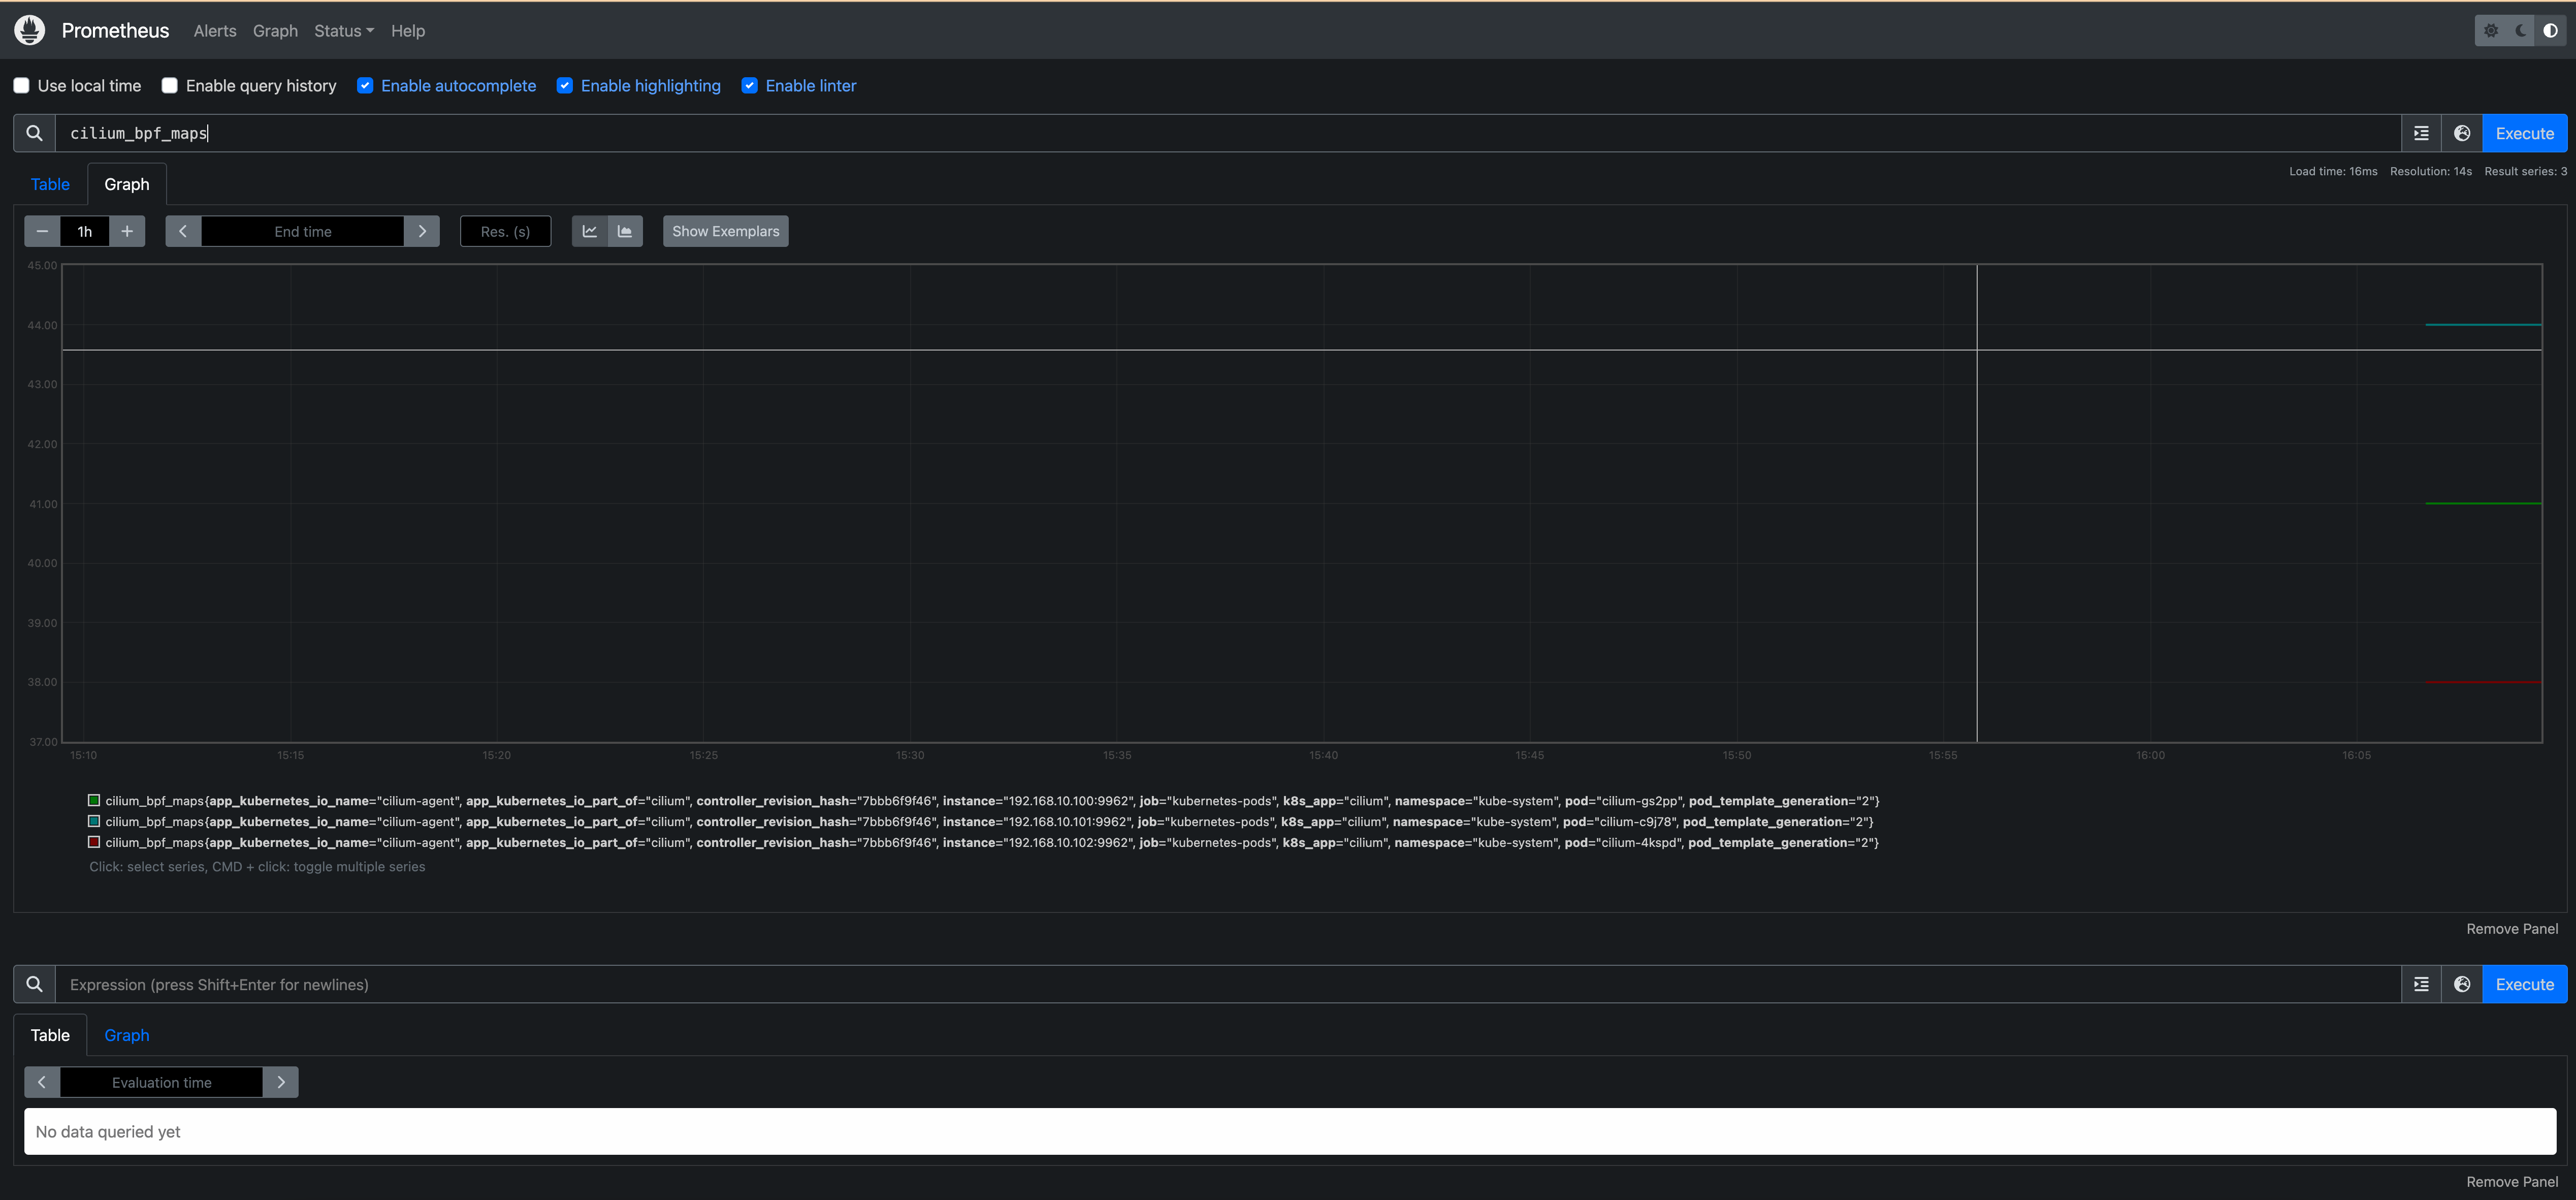 Prometheus Alerts Graph Status Help
Use local time Enable query history Enable autocomplete Enable highlighting Enable linter
cilium_bpf_maps Execute
Table Graph Load time: 16ms Resolution: 14s Result series: 3
1h End time Res. (s) Show Exemplars
45.00
44.00
43.00
42.00
41.00
40.00
39.00
38.00
37.00
15:10 15:15 15:20 15:25 15:30 15:35 15:40 15:45 15:50 15:55 16:00 16:05
cilium_bpf_maps{app_kubernetes_io_name="cilium-agent", app_kubernetes_io_part_of="cilium", controller_revision_hash="7bbb6f9f46", instance="192.168.10.100:9962", job="kubernetes-pods", k8s_app="cilium", namespace="kube-system", pod="cilium-gs2pp", pod_template_generation="2"}
cilium_bpf_maps{app_kubernetes_io_name="cilium-agent", app_kubernetes_io_part_of="cilium", controller_revision_hash="7bbb6f9f46", instance="192.168.10.101:9962", job="kubernetes-pods", k8s_app="cilium", namespace="kube-system", pod="cilium-c9j78", pod_template_generation="2"}
cilium_bpf_maps{app_kubernetes_io_name="cilium-agent", app_kubernetes_io_part_of="cilium", controller_revision_hash="7bbb6f9f46", instance="192.168.10.102:9962", job="kubernetes-pods", k8s_app="cilium", namespace="kube-system", pod="cilium-4kspd", pod_template_generation="2"}
Click: select series, CMD + click: toggle multiple series
Remove Panel
Expression (press Shift+Enter for newlines) Execute
Table Graph
Evaluation time
No data queried yet
Remove Panel